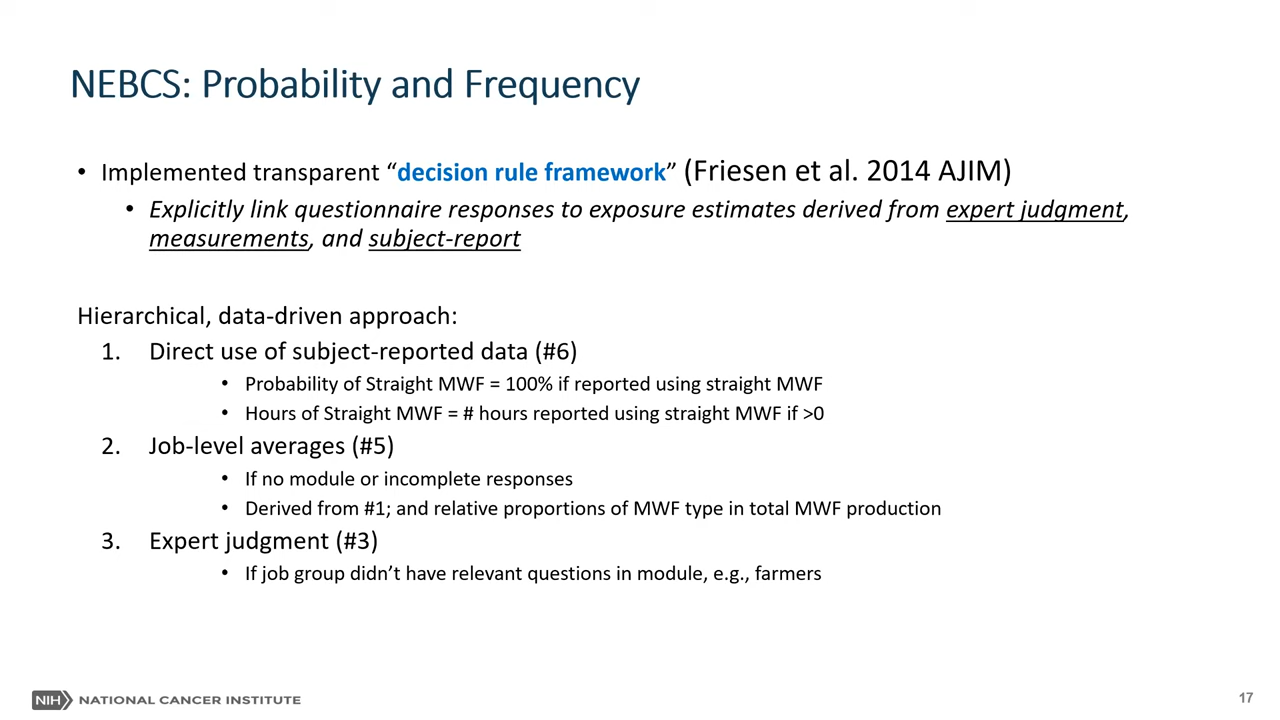 NEBCS: Probability and Frequency
• Implemented transparent “decision rule framework” (Friesen et al. 2014 AJIM)
• Explicitly link questionnaire responses to exposure estimates derived from expert judgment,
measurements, and subject-report
Hierarchical, data-driven approach:
1. Direct use of subject-reported data (#6)
• Probability of Straight MWF = 100% if reported using straight MWF
• Hours of Straight MWF = # hours reported using straight MWF if >0
2. Job-level averages (#5)
• If no module or incomplete responses
• Derived from #1; and relative proportions of MWF type in total MWF production
3. Expert judgment (#3)
• If job group didn’t have relevant questions in module, e.g., farmers
NIH NATIONAL CANCER INSTITUTE
17